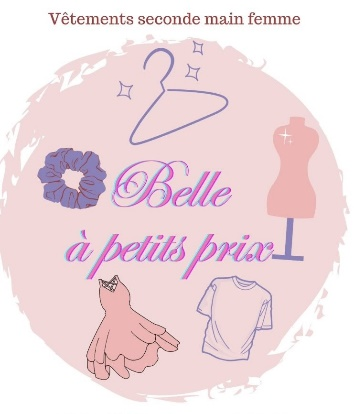 Vêtements seconde main femme
Belle
à petits prix